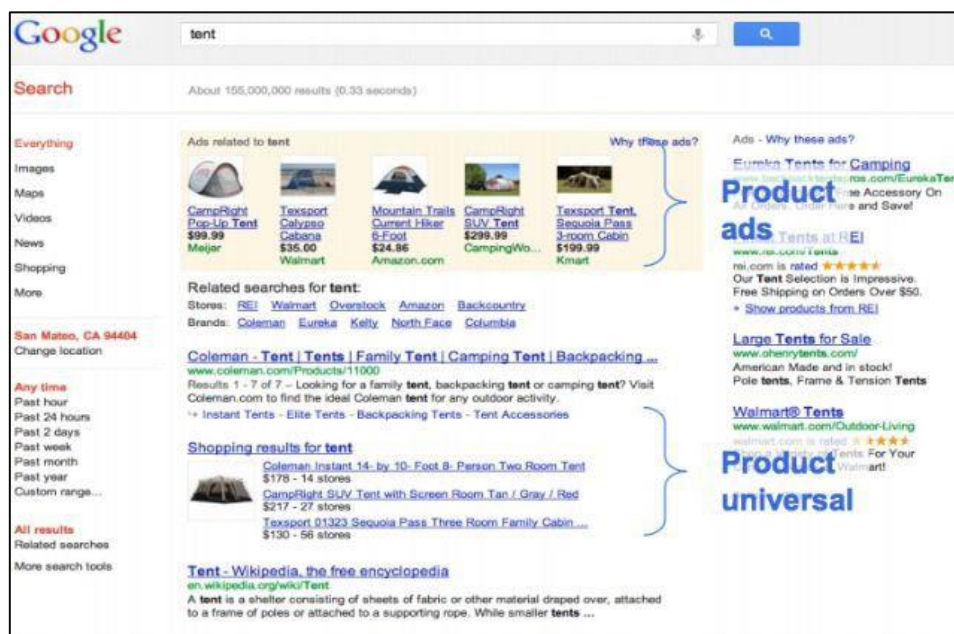 Google
tent
Search
About 155,000,000 results (0.33 seconds)
Everything
Images
Maps
Videos
News
Shopping
More
San Mateo, CA 94404
Change location
Any time
Past hour
Past 24 hours
Past 2 days
Past week
Past month
Past year
Custom range...
All results
Related searches
More search tools
Ads related to tent
Why these ads?
CampRight
Pop-Up Tent
$99.99
Meijer
Texsport
Calypso
Cabana
$35.00
Walmart
Mountain Trails
Current Hiker
6-Foot
$24.86
Amazon.com
CampRight
SUV Tent
$299.99
CampingWo...
Texsport Tent,
Sequoia Pass
3-room Cabin
$199.99
Kmart
Related searches for tent:
Stores: REI Walmart Overstock Amazon Backcountry
Brands: Coleman Eureka Kelty North Face Columbia
Coleman - Tent | Tents | Family Tent | Camping Tent | Backpacking ...
www.coleman.com/Products/11000
Results 1 - 7 of 7 – Looking for a family tent, backpacking tent or camping tent? Visit
Coleman.com to find the ideal Coleman tent for any outdoor activity.
Instant Tents - Elite Tents - Backpacking Tents - Tent Accessories
Shopping results for tent
Coleman Instant 14- by 10- Foot 8- Person Two Room Tent
$178 - 14 stores
CampRight SUV Tent with Screen Room Tan / Gray / Red
$217 - 27 stores
Texsport 01323 Sequoia Pass Three Room Family Cabin ...
$130 - 56 stores
Tent - Wikipedia, the free encyclopedia
en.wikipedia.org/wiki/Tent
A tent is a shelter consisting of sheets of fabric or other material draped over, attached
to a frame of poles or attached to a supporting rope. While smaller tents ...
Ads - Why these ads?
Eureka Tents for Camping
ros.com/EurekaTent
Accessory On
and Save!
Product
ads
Tents at REI
www.rei.com/Tents
rei.com is rated
Our Tent Selection is Impressive.
Free Shipping on Orders Over $50.
+ Show products from REI
Large Tents for Sale
www.ohenrytents.com/
American Made and in stock!
Pole tents, Frame & Tension Tents
Walmart® Tents
www.walmart.com/Outdoor-Living
walmart.com is rated
Tents For Your
Product
universal